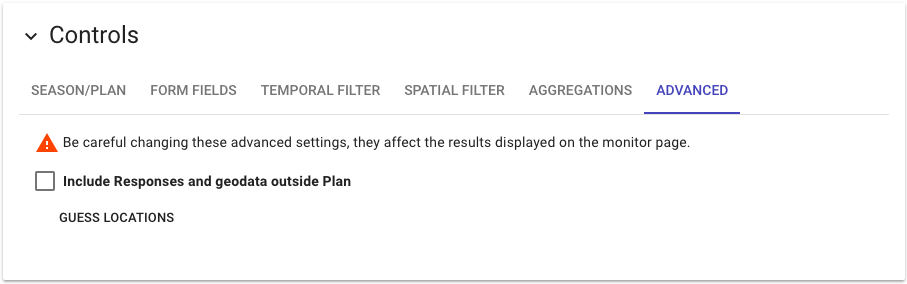 Controls
SEASON/PLAN FORM FIELDS TEMPORAL FILTER SPATIAL FILTER AGGREGATIONS ADVANCED
Be careful changing these advanced settings, they affect the results displayed on the monitor page.
Include Responses and geodata outside Plan
GUESS LOCATIONS